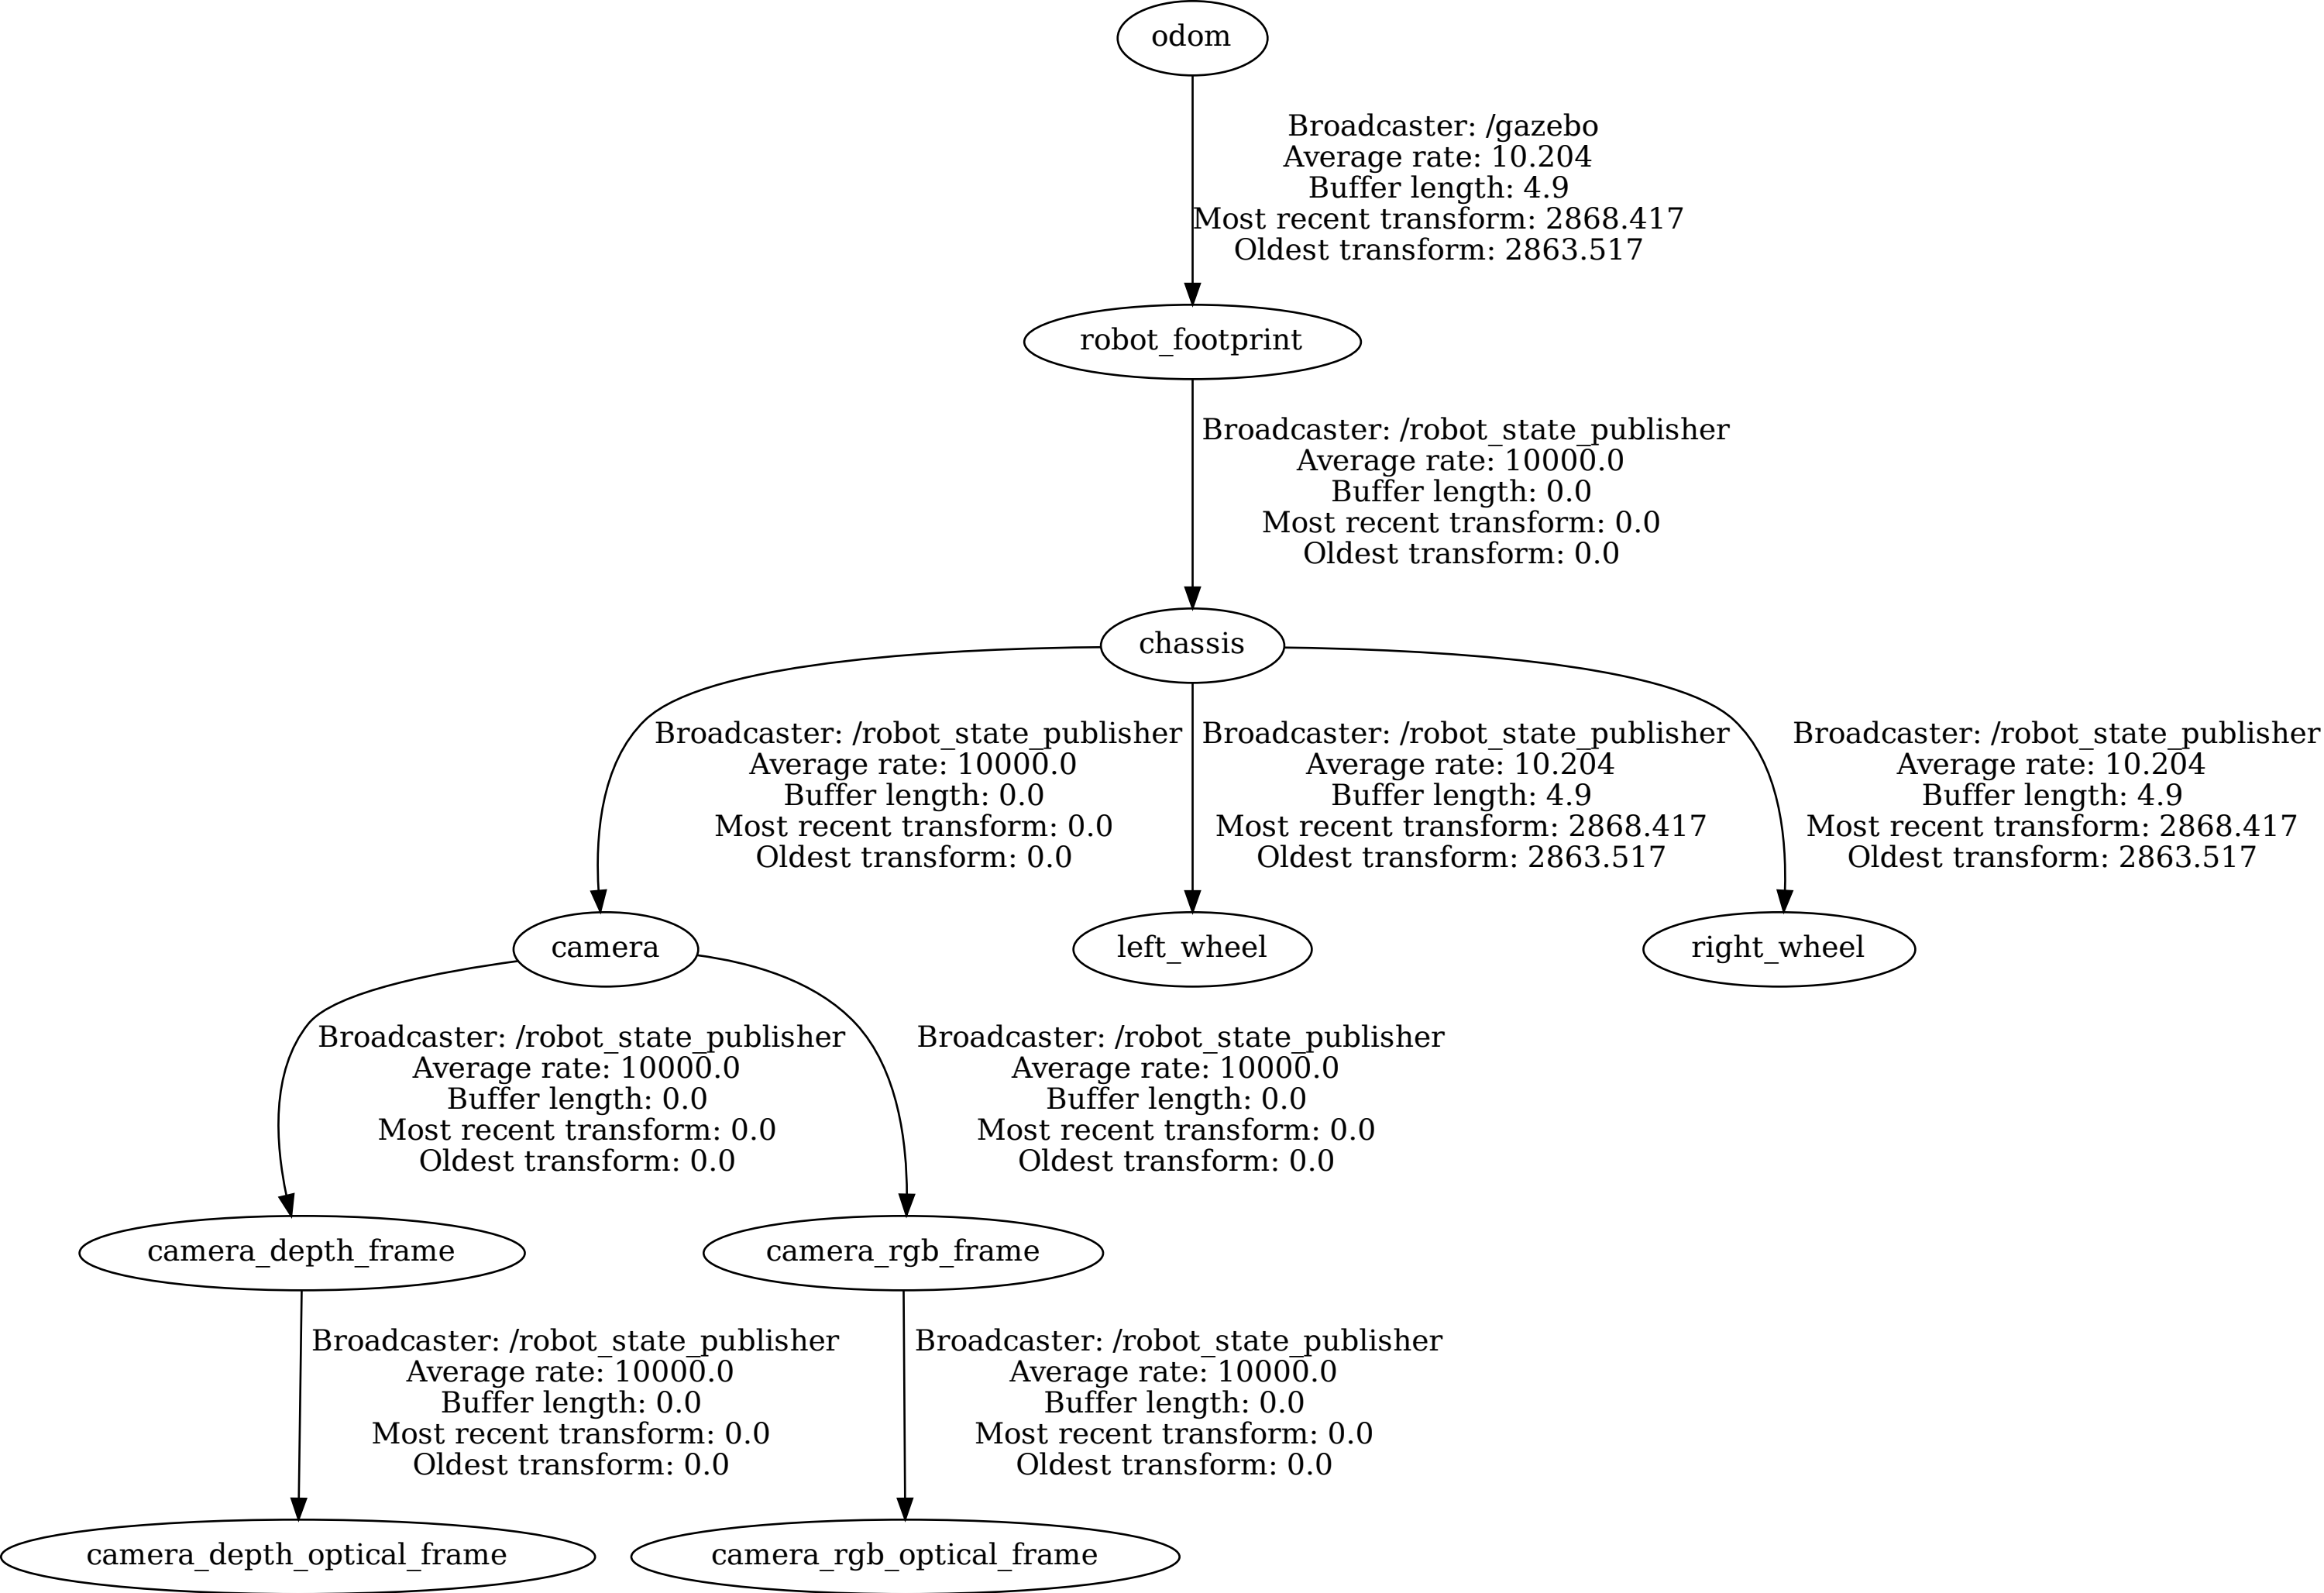 odom
Broadcaster: /gazebo
Average rate: 10.204
Buffer length: 4.9
Most recent transform: 2868.417
Oldest transform: 2863.517
robot_footprint
Broadcaster: /robot_state_publisher
Average rate: 10000.0
Buffer length: 0.0
Most recent transform: 0.0
Oldest transform: 0.0
chassis
Broadcaster: /robot_state_publisher
Average rate: 10000.0
Buffer length: 0.0
Most recent transform: 0.0
Oldest transform: 0.0
Broadcaster: /robot_state_publisher
Average rate: 10.204
Buffer length: 4.9
Most recent transform: 2868.417
Oldest transform: 2863.517
Broadcaster: /robot_state_publisher
Average rate: 10.204
Buffer length: 4.9
Most recent transform: 2868.417
Oldest transform: 2863.517
camera
left_wheel
right_wheel
Broadcaster: /robot_state_publisher
Average rate: 10000.0
Buffer length: 0.0
Most recent transform: 0.0
Oldest transform: 0.0
Broadcaster: /robot_state_publisher
Average rate: 10000.0
Buffer length: 0.0
Most recent transform: 0.0
Oldest transform: 0.0
camera_depth_frame
camera_rgb_frame
Broadcaster: /robot_state_publisher
Average rate: 10000.0
Buffer length: 0.0
Most recent transform: 0.0
Oldest transform: 0.0
Broadcaster: /robot_state_publisher
Average rate: 10000.0
Buffer length: 0.0
Most recent transform: 0.0
Oldest transform: 0.0
camera_depth_optical_frame
camera_rgb_optical_frame